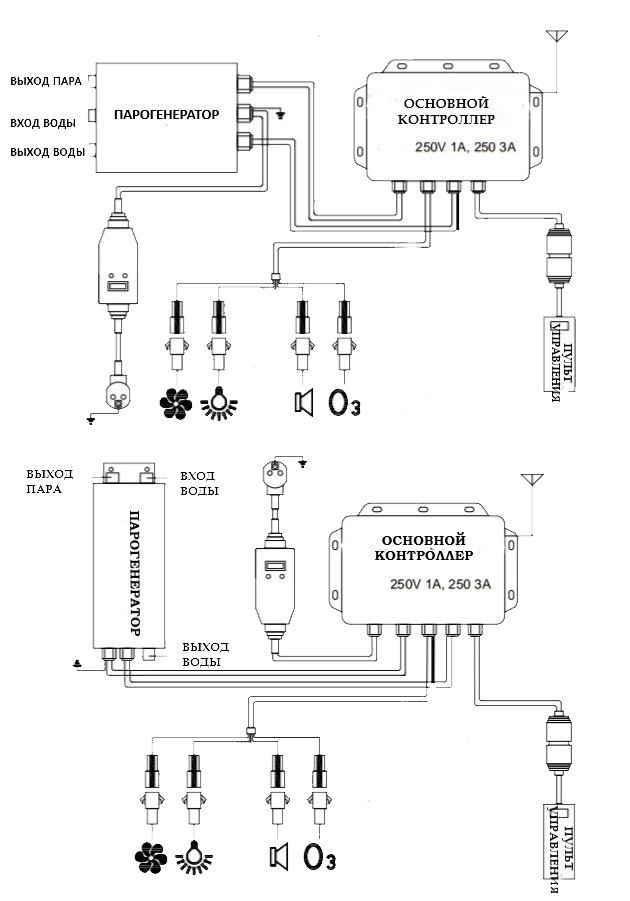 ВЫХОД ПАРА
ВХОД ВОДЫ
ВЫХОД ВОДЫ
ПАРОГЕНЕРАТОР
ОСНОВНОЙ
КОНТРОЛЛЕР
250V 1A, 250 3A
ПУЛЬТ
УПРАВЛЕНИЯ
O3
ВЫХОД
ПАРА
ВХОД
ВОДЫ
ПАРОГЕНЕРАТОР
ВЫХОД
ВОДЫ
ОСНОВНОЙ
КОНТРОЛЛЕР
250V 1A, 250 3A
ПУЛЬТ
УПРАВЛЕНИЯ
O3